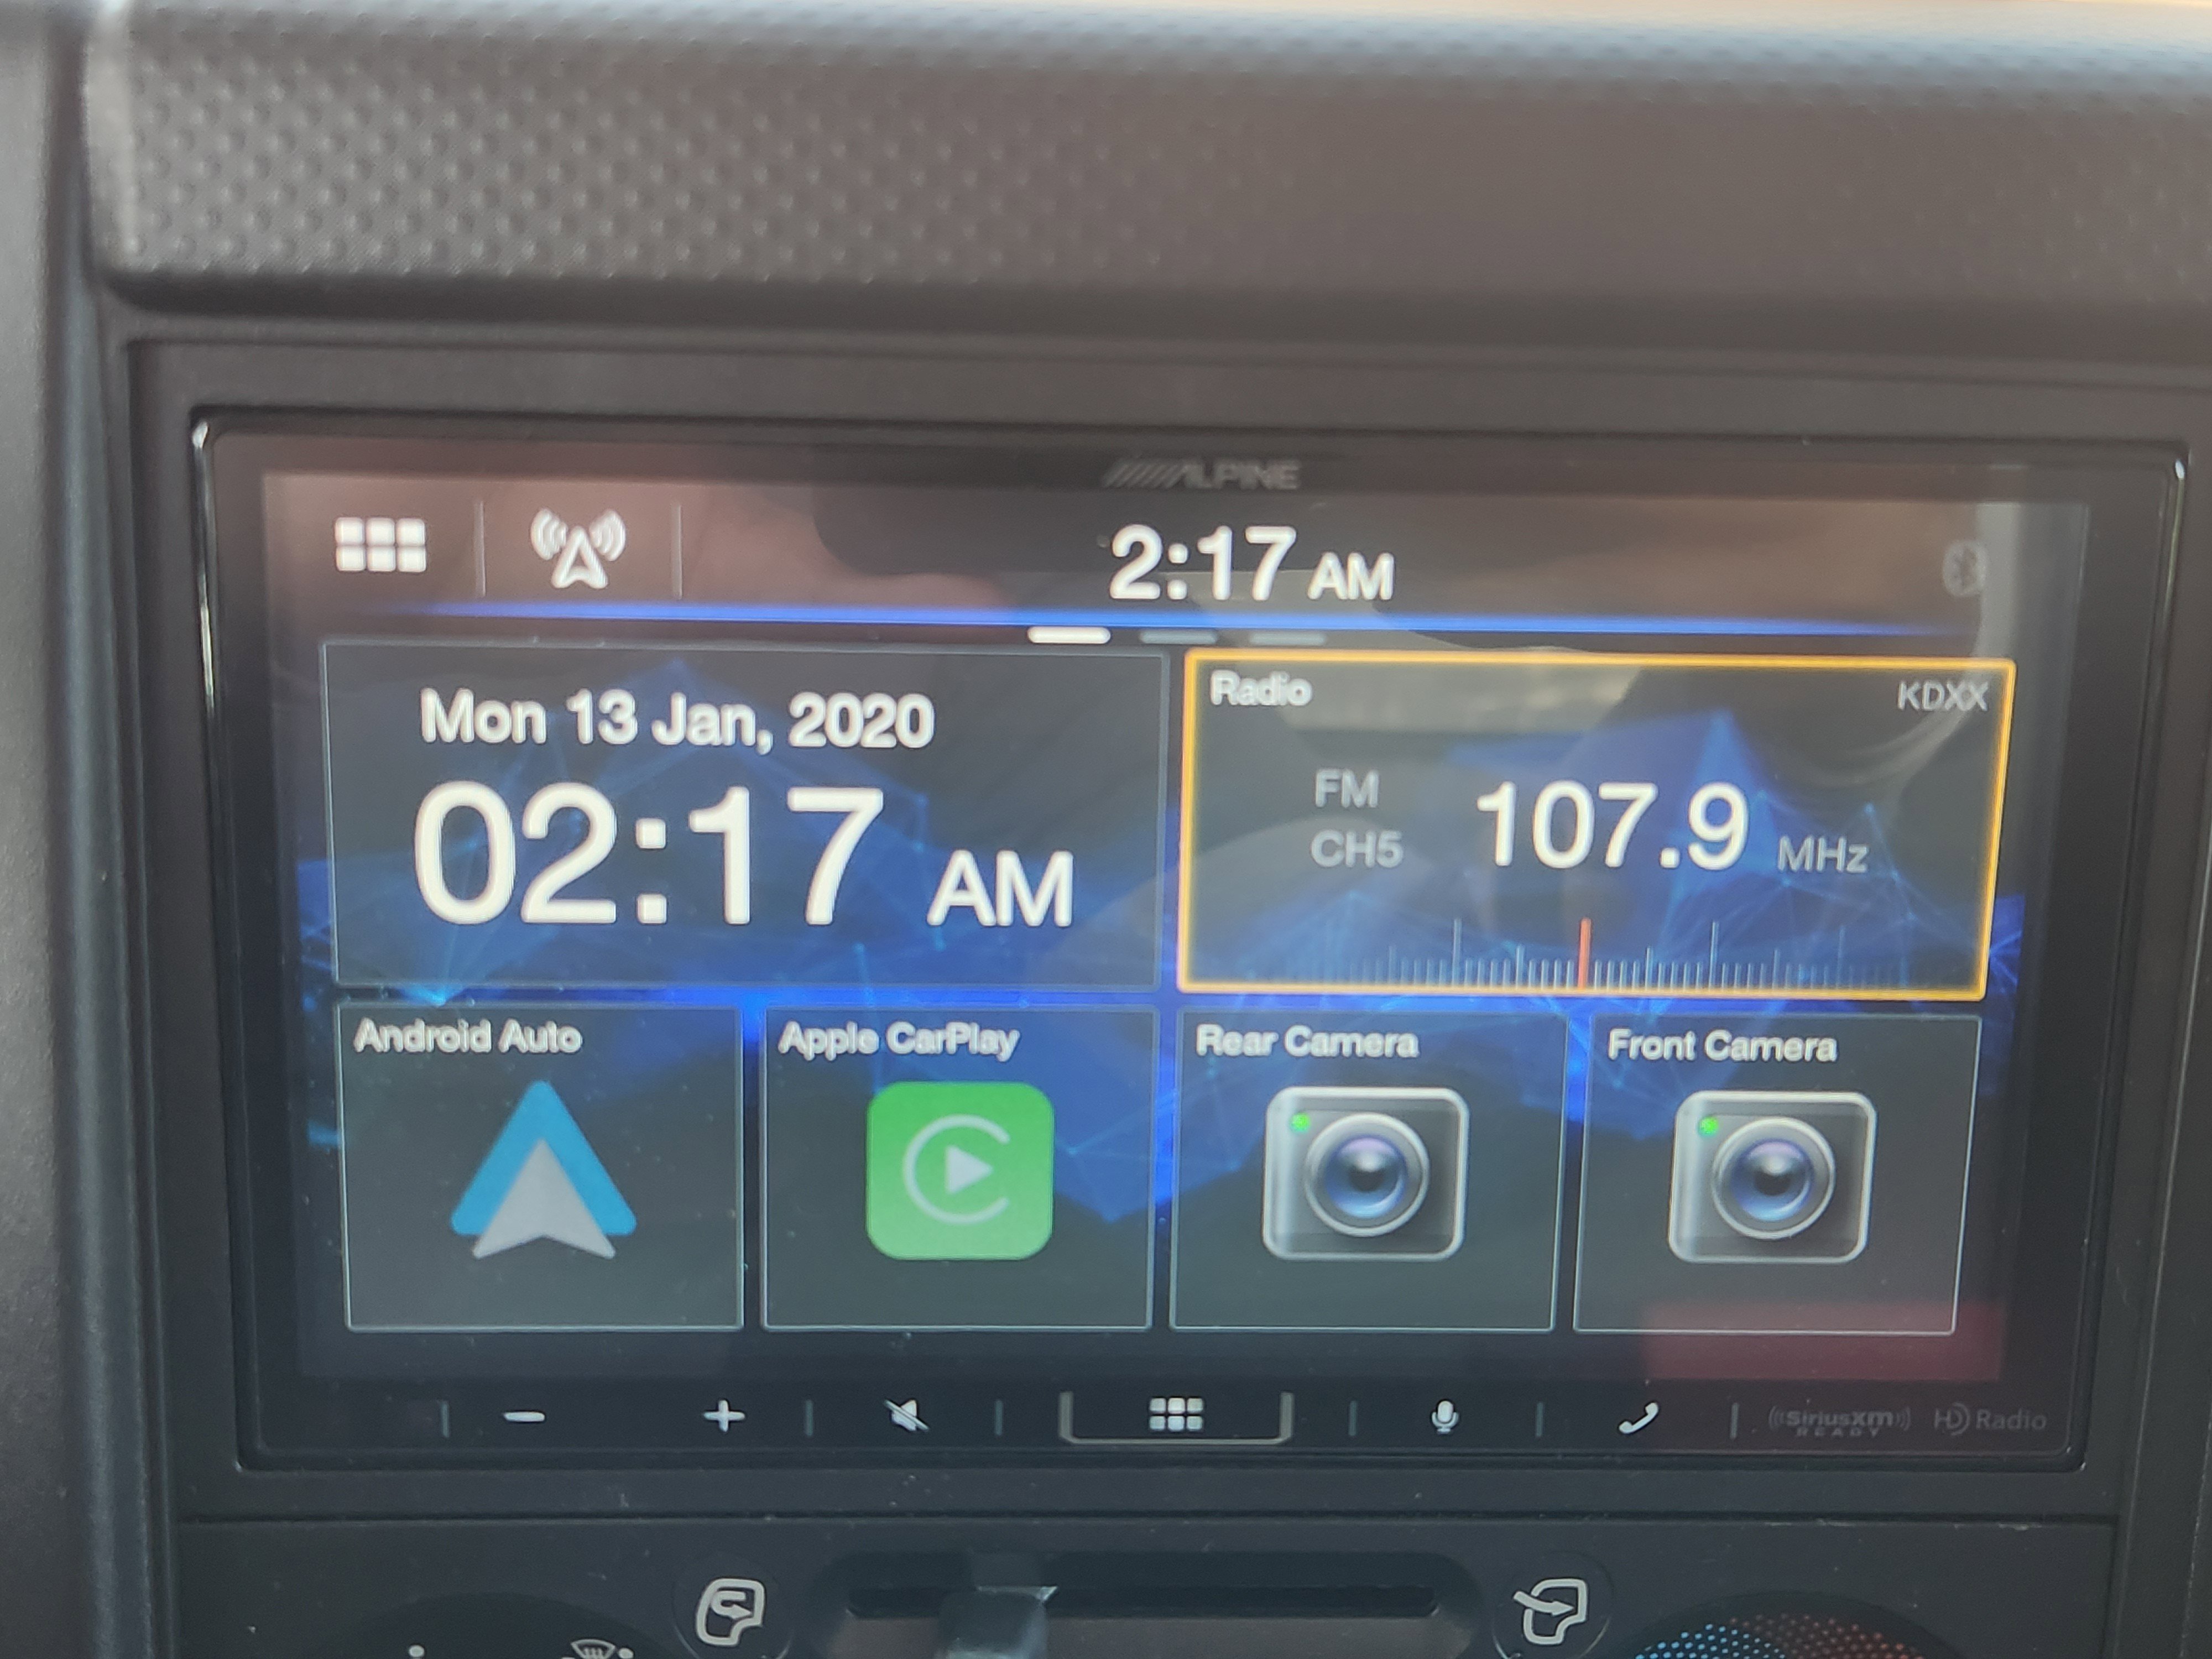 ALPINE
2:17 AM
Mon 13 Jan, 2020
02:17 AM
Radio
KDXX
FM
CH5
107.9 MHz
Android Auto
Apple CarPlay
Rear Camera
Front Camera
((SiriusXM))
READY
HD Radio